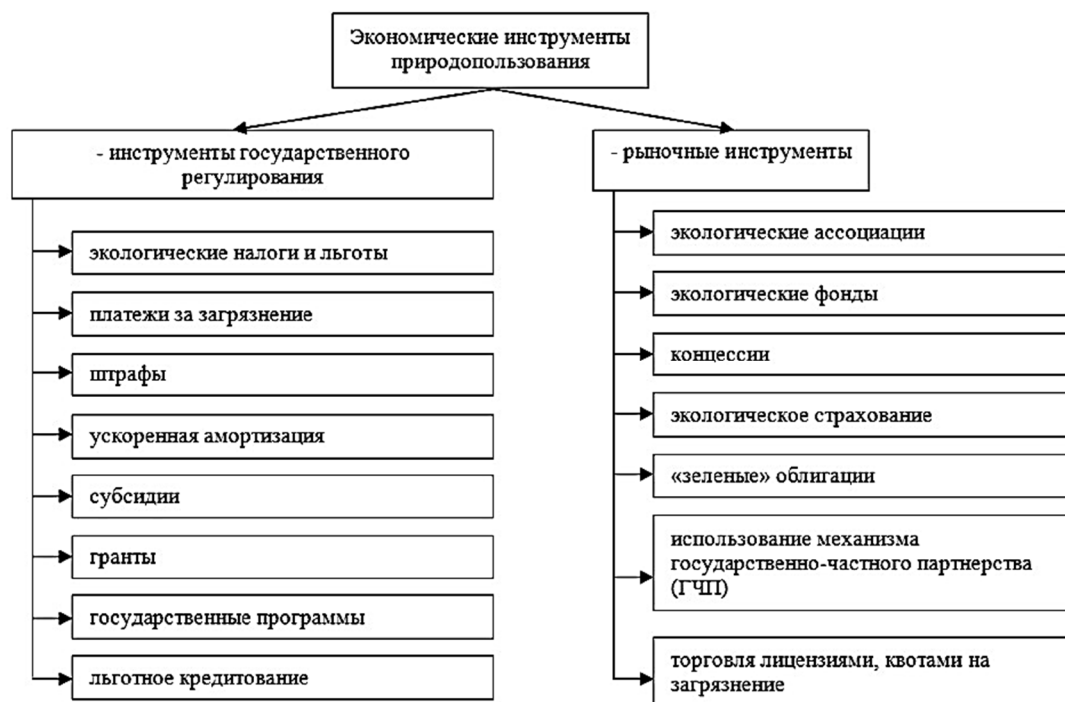 Экономические инструменты
природопользования
- инструменты государственного
регулирования
экологические налоги и льготы
платежи за загрязнение
штрафы
ускоренная амортизация
субсидии
гранты
государственные программы
льготное кредитование
- рыночные инструменты
экологические ассоциации
экологические фонды
концессии
экологическое страхование
«зеленые» облигации
использование механизма
государственно-частного партнерства
(ГЧП)
торговля лицензиями, квотами на
загрязнение